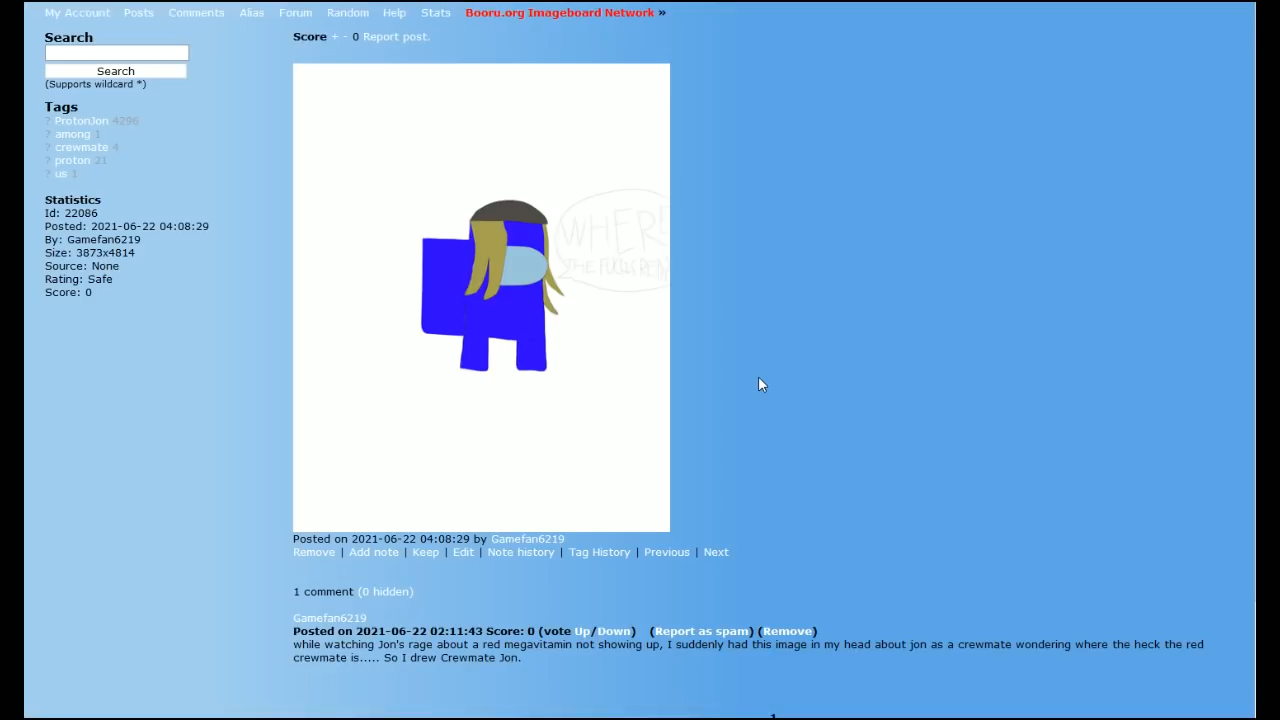 My Account Posts Comments Alias Forum Random Help Stats Booru.org Imageboard Network »
Search
Search
(Supports wildcard *)
Tags
? ProtonJon 4296
? among 1
? crewmate 4
? proton 21
? us 1
Statistics
Id: 22086
Posted: 2021-06-22 04:08:29
By: Gamefan6219
Size: 3873x4814
Source: None
Rating: Safe
Score: 0
Score + - 0 Report post.
WHERE
THE
Posted on 2021-06-22 04:08:29 by Gamefan6219
Remove | Add note | Keep | Edit | Note history | Tag History | Previous | Next
1 comment (0 hidden)
Gamefan6219
Posted on 2021-06-22 02:11:43 Score: 0 (vote Up/Down) (Report as spam) (Remove)
while watching Jon's rage about a red megavitamin not showing up, I suddenly had this image in my head about jon as a crewmate wondering where the heck the red
crewmate is..... So I drew Crewmate Jon.
1